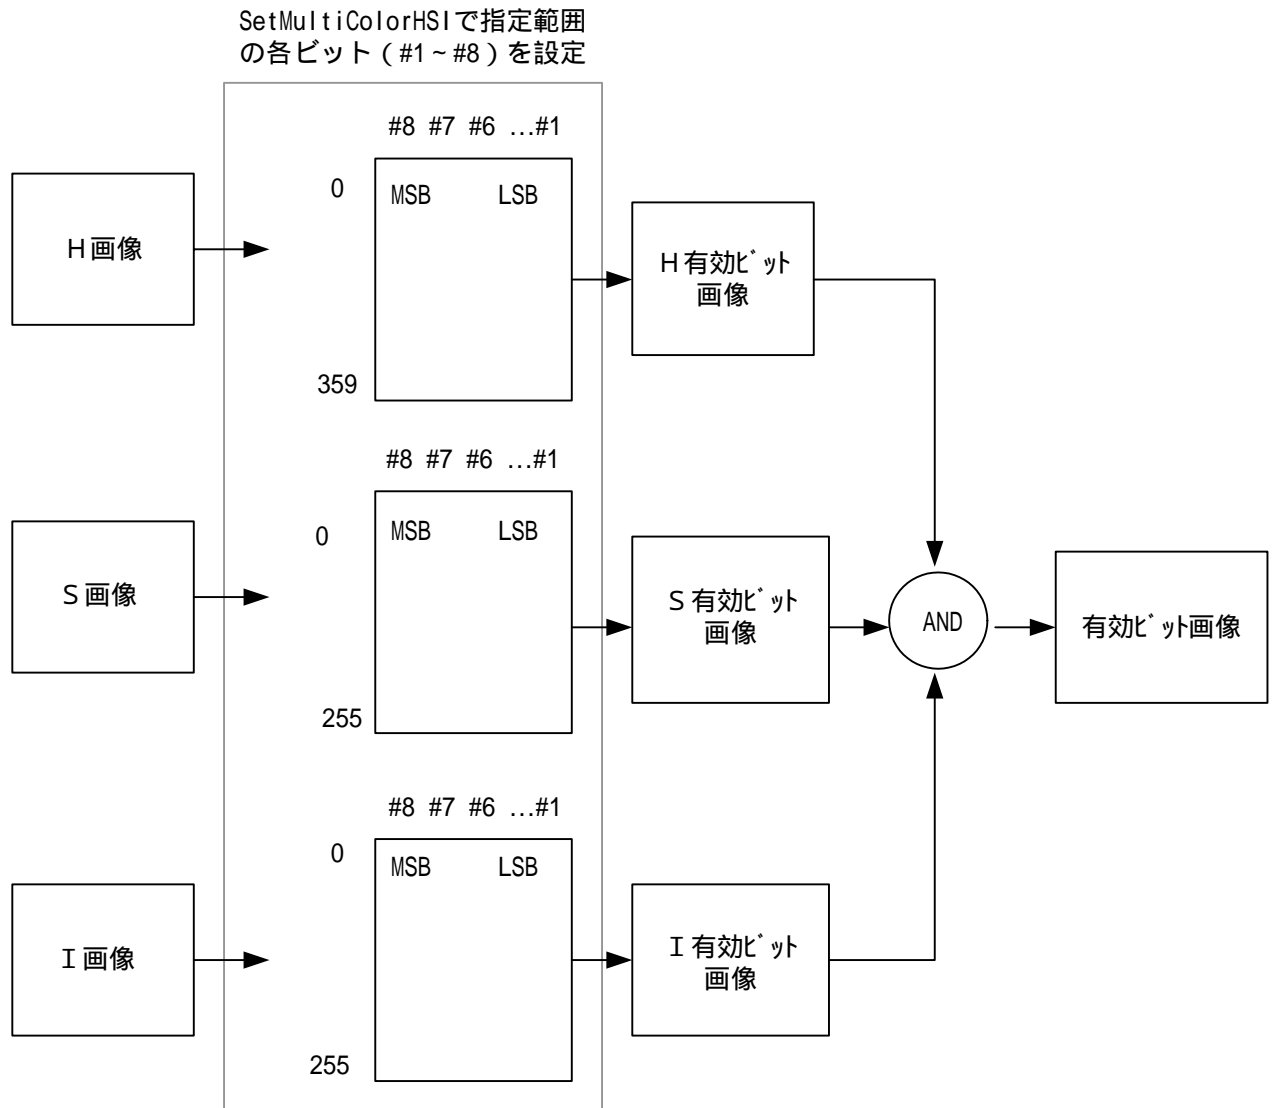 SetMultiColorHSIで指定範囲
の各ビット（#1~#8）を設定
#8 #7 #6 …#1
0
MSB LSB
H画像
H有効ﾋﾞｯﾄ
画像
359
#8 #7 #6 …#1
0
MSB LSB
S画像
S有効ﾋﾞｯﾄ
画像
AND
有効ﾋﾞｯﾄ画像
255
#8 #7 #6 …#1
0
MSB LSB
I画像
I有効ﾋﾞｯﾄ
画像
255